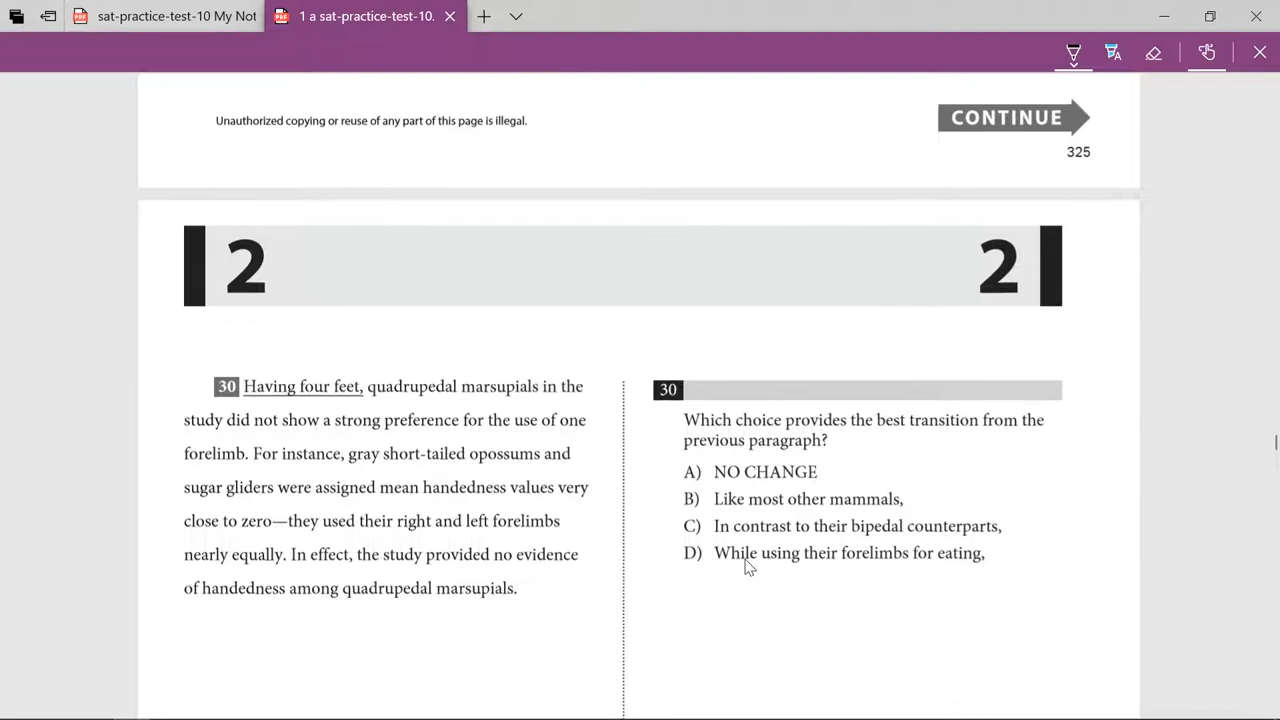 sat-practice-test-10 My Not
1 a sat-practice-test-10.
Unauthorized copying or reuse of any part of this page is illegal.
CONTINUE
325
2
2
30 Having four feet, quadrupedal marsupials in the
study did not show a strong preference for the use of one
forelimb. For instance, gray short-tailed opossums and
sugar gliders were assigned mean handedness values very
close to zero—they used their right and left forelimbs
nearly equally. In effect, the study provided no evidence
of handedness among quadrupedal marsupials.
30
Which choice provides the best transition from the
previous paragraph?
A) NO CHANGE
B) Like most other mammals,
C) In contrast to their bipedal counterparts,
D) While using their forelimbs for eating,